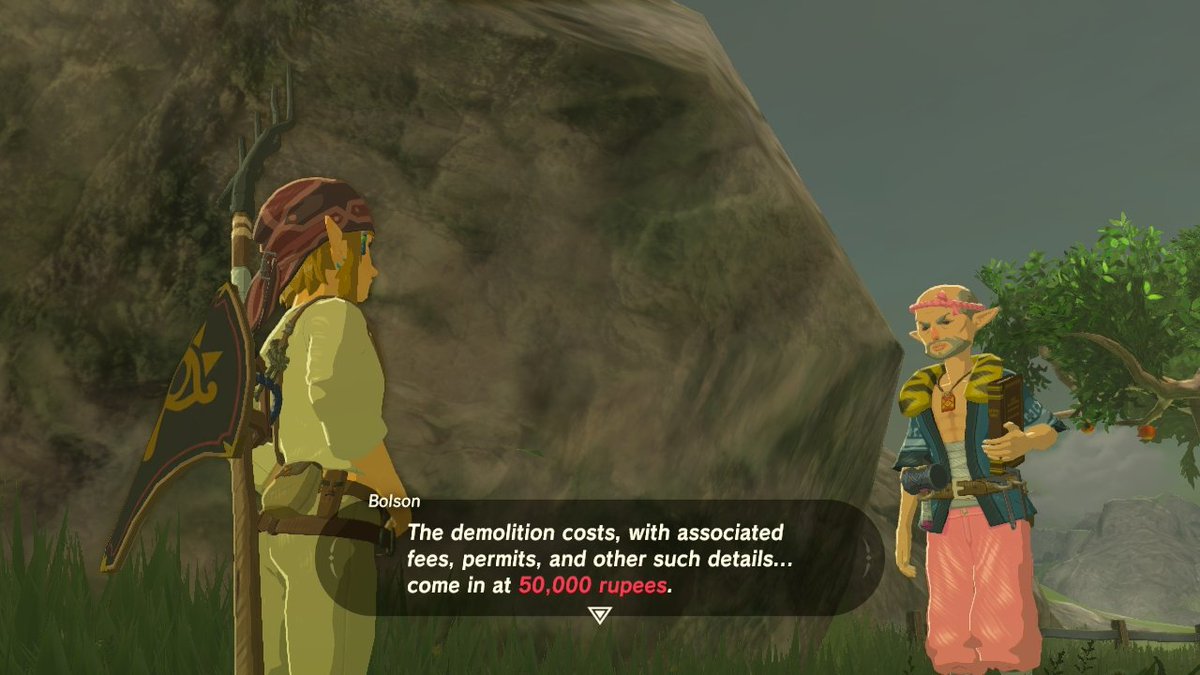 Bolson
The demolition costs, with associated
fees, permits, and other such details...
come in at 50,000 rupees.